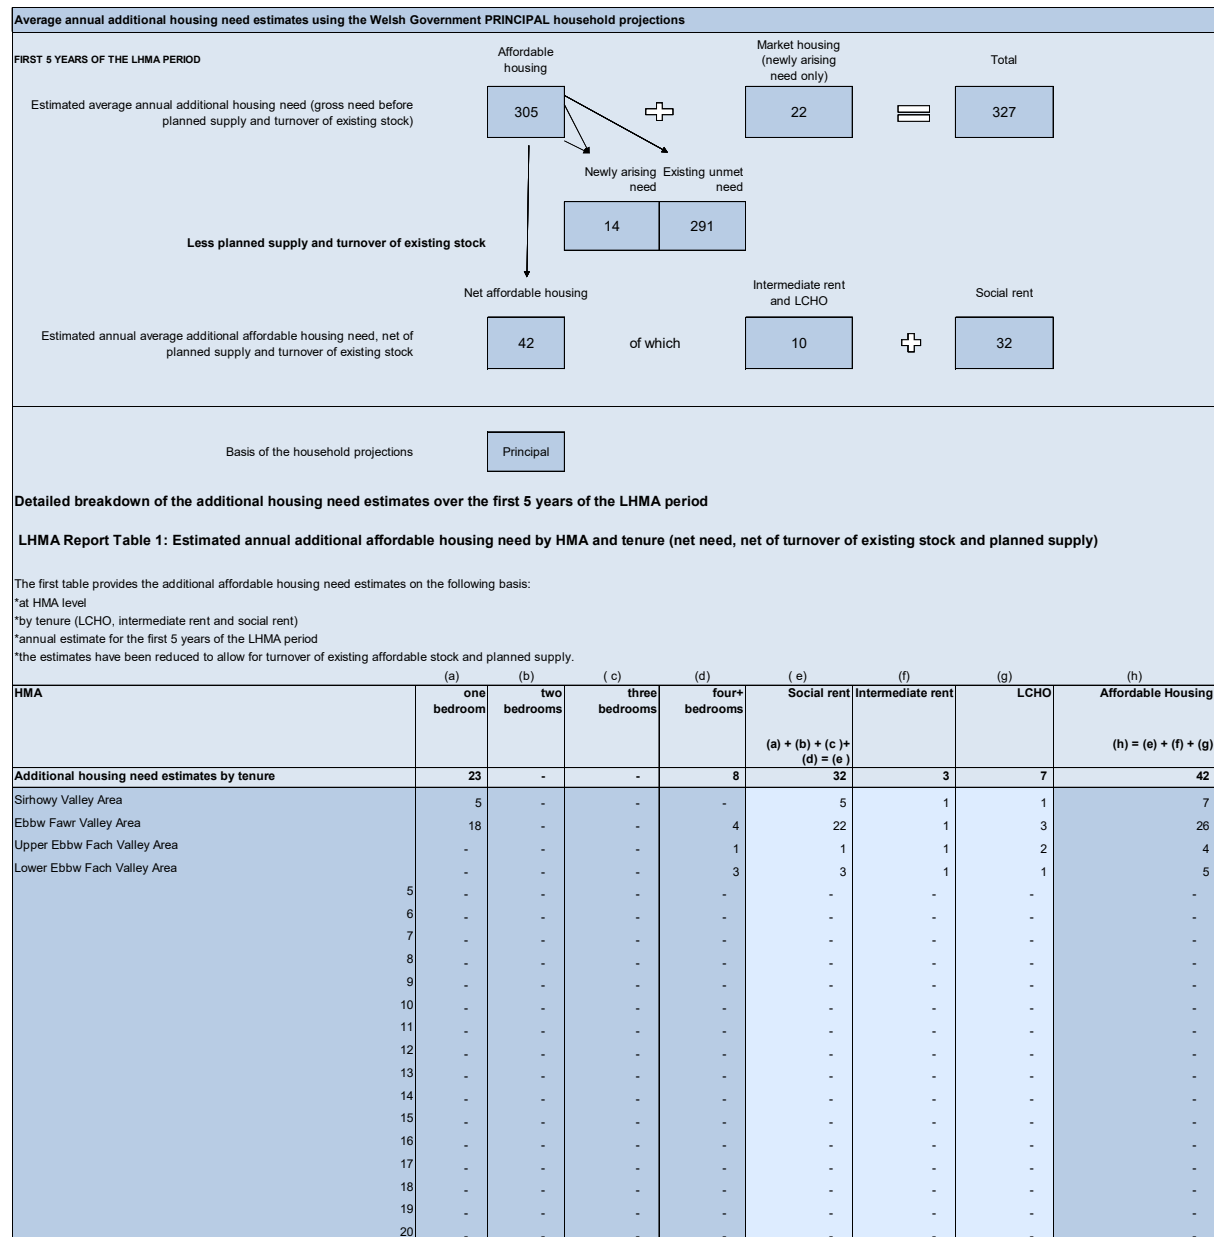 Average annual additional housing need estimates using the Welsh Government PRINCIPAL household projections
FIRST 5 YEARS OF THE LHMA PERIOD
Affordable
housing
Market housing
(newly arising
need only)
Total
Estimated average annual additional housing need (gross need before
planned supply and turnover of existing stock)
305
22
327
Newly arising
need
Existing unmet
need
14
291
Less planned supply and turnover of existing stock
Net affordable housing
Intermediate rent
and LCHO
Social rent
Estimated annual average additional affordable housing need, net of
planned supply and turnover of existing stock
42
of which
10
32
Basis of the household projections
Principal
Detailed breakdown of the additional housing need estimates over the first 5 years of the LHMA period
LHMA Report Table 1: Estimated annual additional affordable housing need by HMA and tenure (net need, net of turnover of existing stock and planned supply)
The first table provides the additional affordable housing need estimates on the following basis:
*at HMA level
*by tenure (LCHO, intermediate rent and social rent)
*annual estimate for the first 5 years of the LHMA period
*the estimates have been reduced to allow for turnover of existing affordable stock and planned supply.
(a) (b) ( c) (d) ( e) (f) (g) (h)
HMA
one
bedroom
two
bedrooms
three
bedrooms
four+
bedrooms
Social rent
(a) + (b) + (c )+
(d) = (e )
Intermediate rent
LCHO
Affordable Housing
(h) = (e) + (f) + (g)
Additional housing need estimates by tenure 23 - - 8 32 3 7 42
Sirhowy Valley Area 5 - - - 5 1 1 7
Ebbw Fawr Valley Area 18 - - 4 22 1 3 26
Upper Ebbw Fach Valley Area - - - 1 1 1 2 4
Lower Ebbw Fach Valley Area - - - 3 3 1 1 5
5 - - - - - - - -
6 - - - - - - - -
7 - - - - - - - -
8 - - - - - - - -
9 - - - - - - - -
10 - - - - - - - -
11 - - - - - - - -
12 - - - - - - - -
13 - - - - - - - -
14 - - - - - - - -
15 - - - - - - - -
16 - - - - - - - -
17 - - - - - - - -
18 - - - - - - - -
19 - - - - - - - -
20 - - - - - - - -